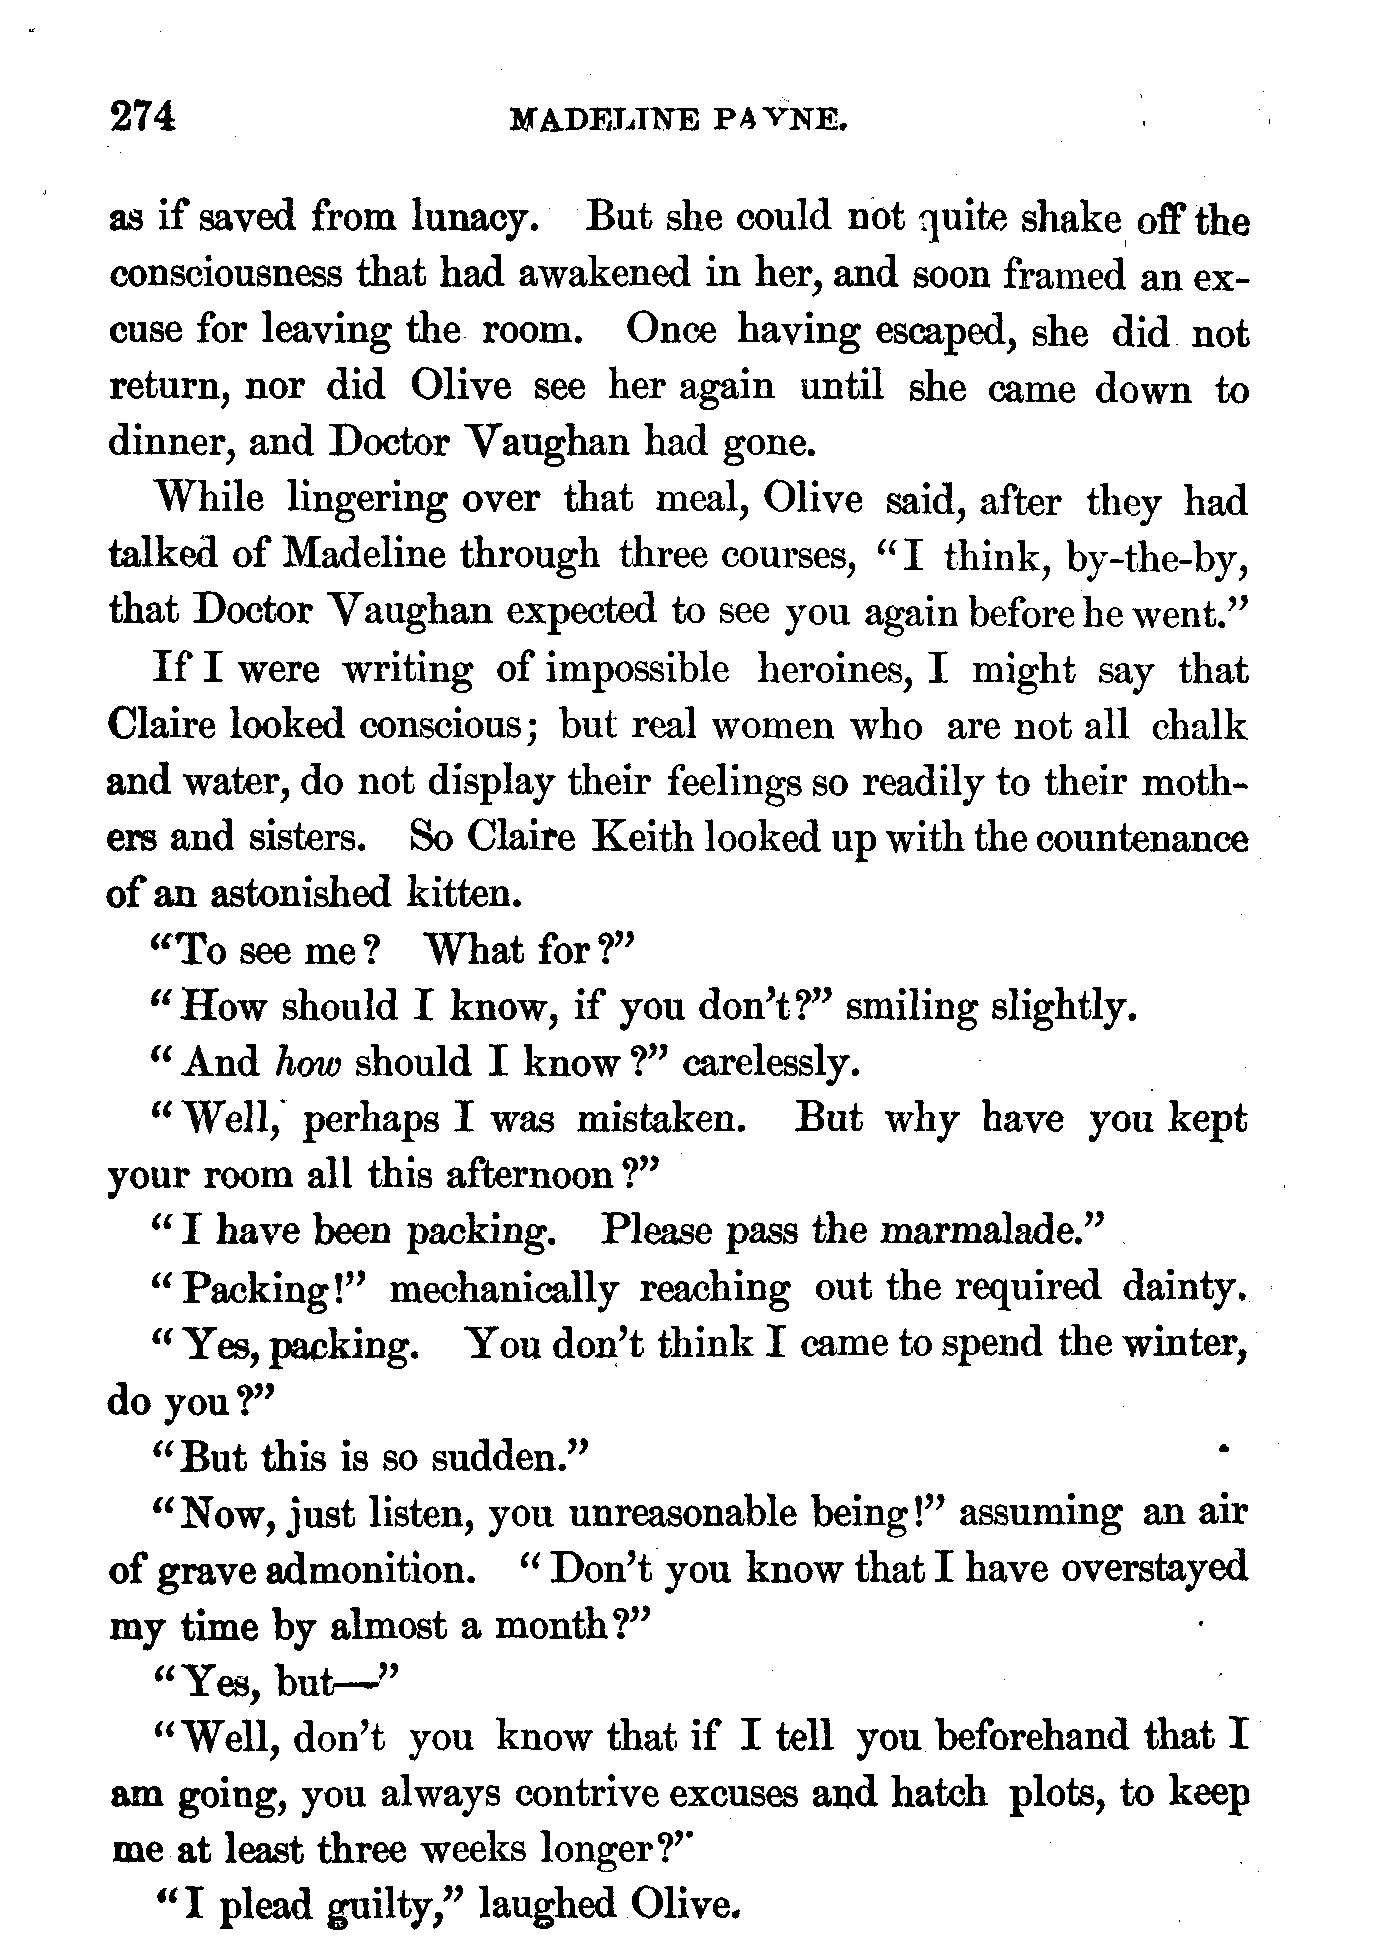 274 MADELINE PAYNE.
as if saved from lunacy. But she could not quite shake off the
consciousness that had awakened in her, and soon framed an ex-
cuse for leaving the room. Once having escaped, she did not
return, nor did Olive see her again until she came down to
dinner, and Doctor Vaughan had gone.
While lingering over that meal, Olive said, after they had
talked of Madeline through three courses, "I think, by-the-by,
that Doctor Vaughan expected to see you again before he went."
If I were writing of impossible heroines, I might say that
Claire looked conscious; but real women who are not all chalk
and water, do not display their feelings so readily to their moth-
ers and sisters. So Claire Keith looked up with the countenance
of an astonished kitten.
"To see me? What for?"
"How should I know, if you don't?" smiling slightly.
"And how should I know?" carelessly.
"Well, perhaps I was mistaken. But why have you kept
your room all this afternoon?"
"I have been packing. Please pass the marmalade."
"Packing!" mechanically reaching out the required dainty.
"Yes, packing. You don't think I came to spend the winter,
do you?"
"But this is so sudden."
"Now, just listen, you unreasonable being!" assuming an air
of grave admonition. "Don't you know that I have overstayed
my time by almost a month?"
"Yes, but—"
"Well, don't you know that if I tell you beforehand that I
am going, you always contrive excuses and hatch plots, to keep
me at least three weeks longer?"
"I plead guilty," laughed Olive.